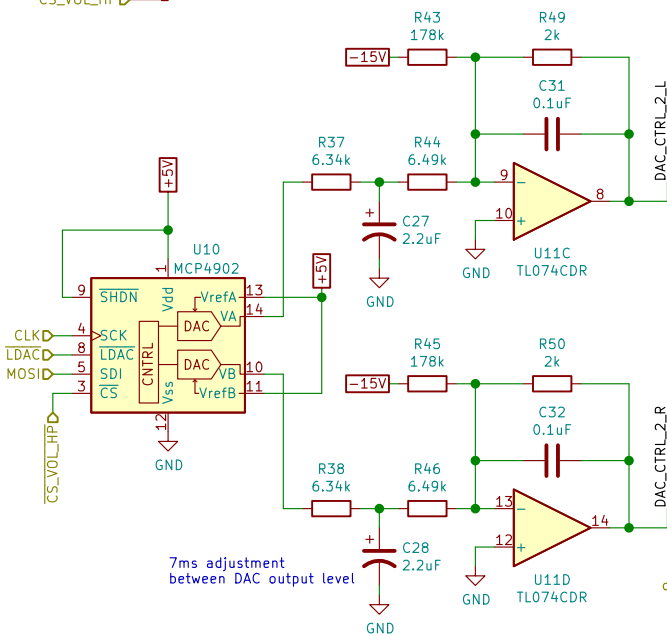 CS_VOL_HP
R43
178k
R49
2k
-15V
C31
0.1uF
DAC_CTRL_2_L
R37
6.34k
R44
6.49k
+5V
9
-
8
10
+
+
C27
2.2uF
GND
U11C
TL074CDR
GND
U10
MCP4902
+5V
1
9
SHDN
Vdd
VrefA
13
VA
14
DAC
CLK
4
SCK
LDAC
8
LDAC
CNTRL
DAC
VB
10
MOSI
5
SDI
3
CS
Vss
VrefB
11
12
GND
CS_VOL_HP
R45
178k
R50
2k
-15V
C32
0.1uF
DAC_CTRL_2_R
R38
6.34k
R46
6.49k
13
-
14
12
+
+
C28
2.2uF
GND
U11D
TL074CDR
7ms adjustment
between DAC output level
GND